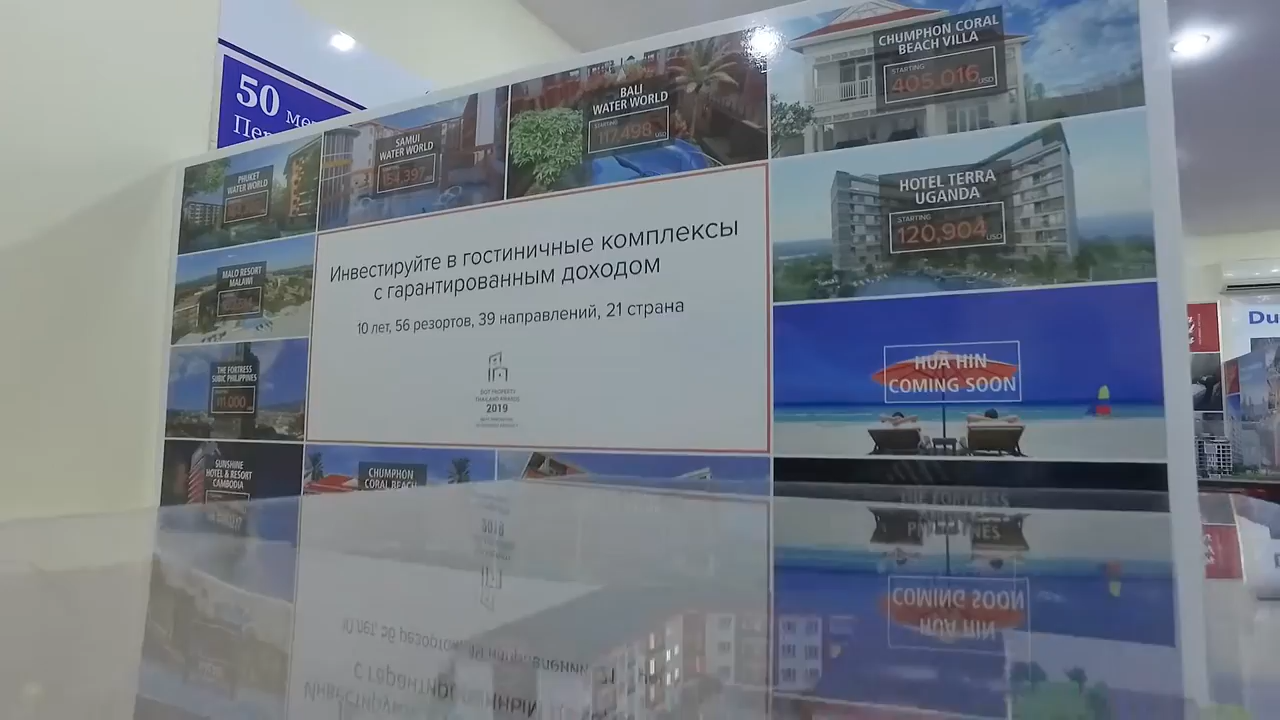 50
PHUKET
WATER WORLD
SAMUI
WATER WORLD
BALI
WATER WORLD
STARTING
117,498 USD
CHUMPHON CORAL
BEACH VILLA
STARTING
405,016 USD
HOTEL TERRA
UGANDA
STARTING
120,904 USD
MALO RESORT
MALAWI
Инвестируйте в гостиничные комплексы
с гарантированным доходом
10 лет, 56 резортов, 39 направлений, 21 страна
2019
THE FORTRESS
SUBIC PHILIPPINES
HUA HIN
COMING SOON
SUNSHINE
HOTEL & RESORT
CAMBODIA
CHUMPHON
CORAL BEACH
Du